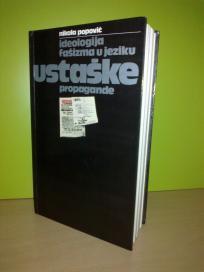 nikola popović
ideologija
fašizma u jeziku
ustaške
propagande